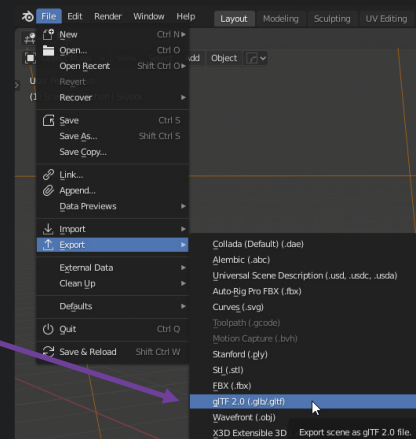 File Edit Render Window Help Layout Modeling Sculpting UV Editing
New Ctrl N
Open... Ctrl O
Open Recent Shift Ctrl O
dd Object
Revert
Recover
Save Ctrl S
Save As... Shift Ctrl S
Save Copy...
Link...
Append...
Data Previews
Import
Export
External Data
Clean Up
Defaults
Quit Ctrl Q
Save & Reload Shift Ctrl W
Collada (Default) (.dae)
Alembic (.abc)
Universal Scene Description (.usd, .usdc, .usda)
Auto-Rig Pro FBX (.fbx)
Curves (.svg)
Toolpath (.gcode)
Motion Capture (.bvh)
Stanford (.ply)
Stl (.stl)
FBX (.fbx)
glTF 2.0 (.glb/.gltf)
Wavefront (.obj)
X3D Extensible 3D
Export scene as glTF 2.0 file.